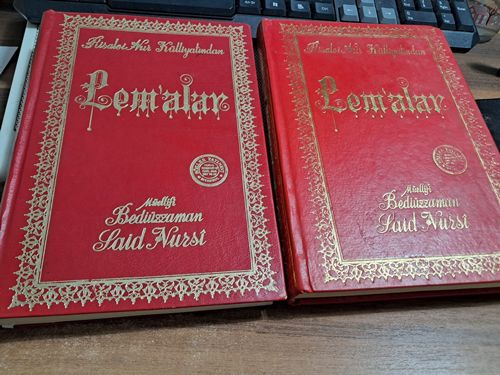 Risale-i Nur Külliyatından
Lem'alar
Müellifi
Bediüzzaman
Said Nursî
Risale-i Nur Külliyatından
Lem'alar
Müellifi
Bediüzzaman
Said Nursî